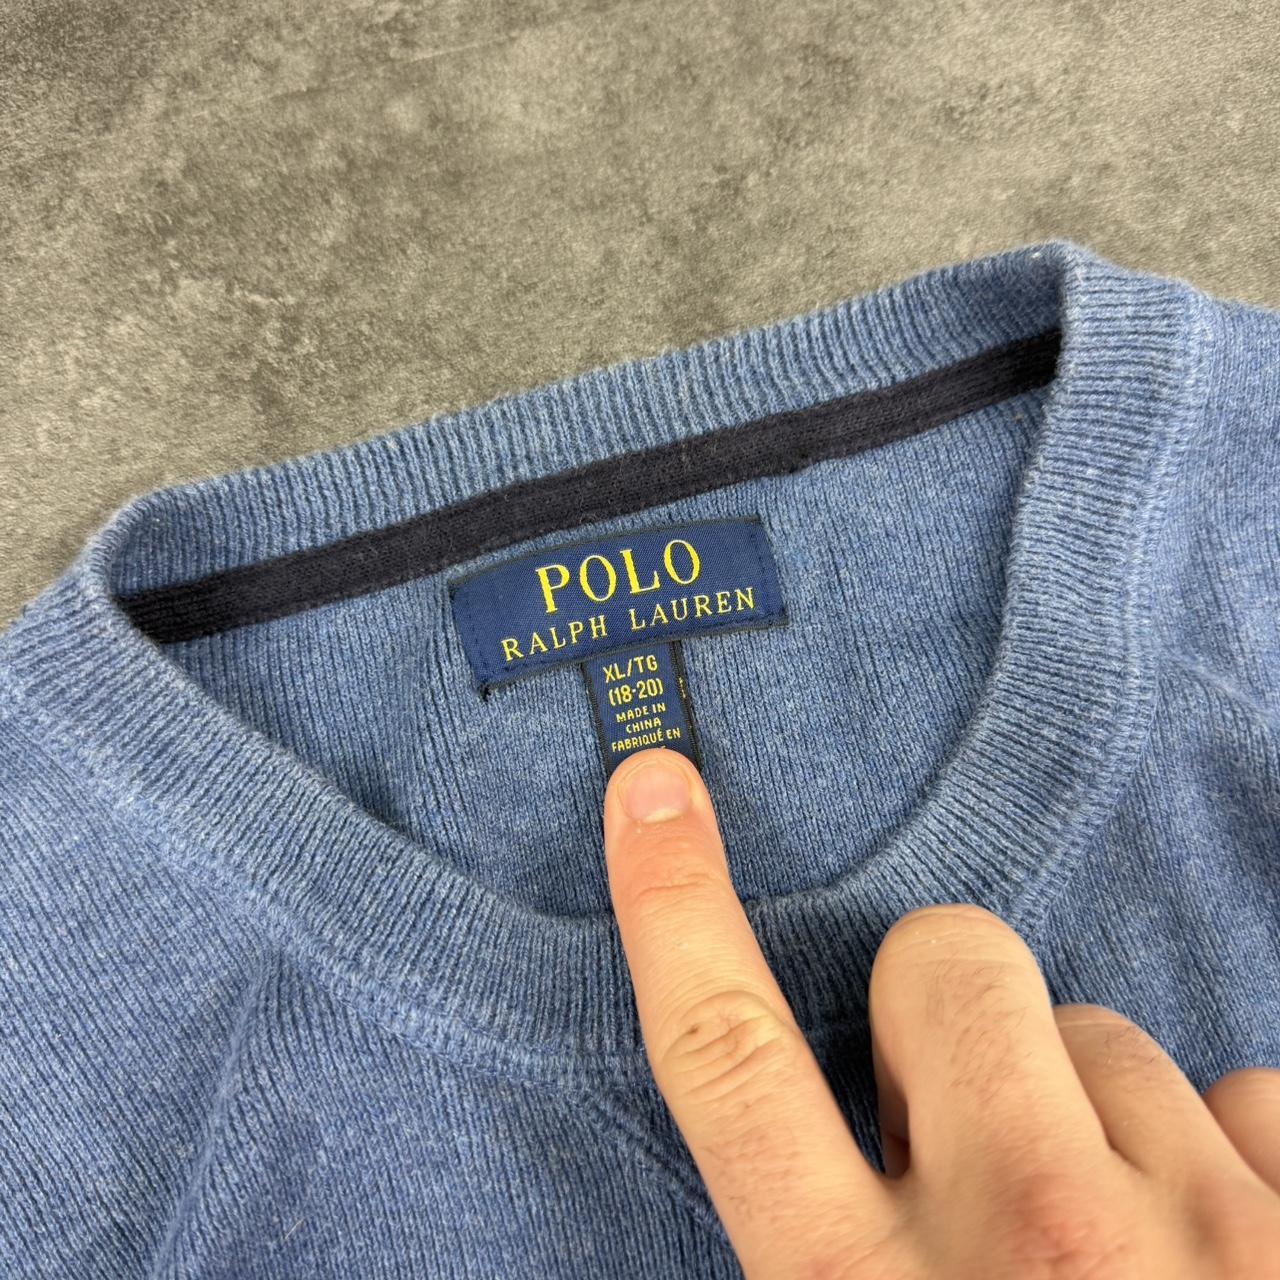 POLO
RALPH LAUREN
XL/TG
(18-20)
MADE IN
CHINA
FABRIQUÉ EN